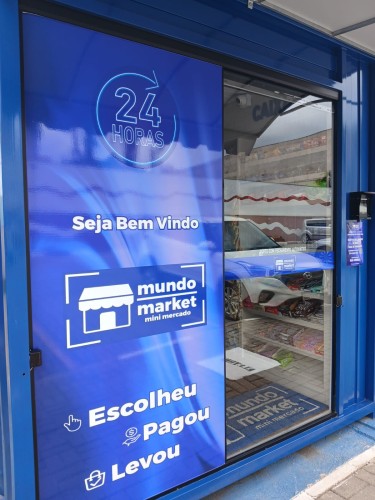 24
HORAS
Seja Bem Vindo
mundo
market
mini mercado
Escolheu
Pagou
Levou
mundo
market
mini mercado